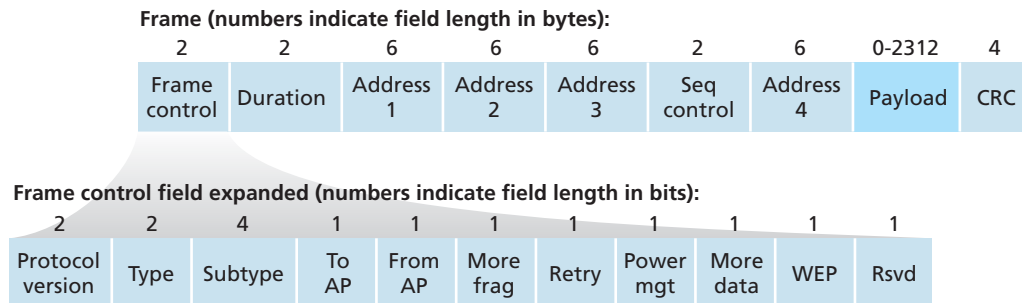 Frame (numbers indicate field length in bytes):
2 2 6 6 6 2 6 0-2312 4
Frame control
Duration
Address 1
Address 2
Address 3
Seq control
Address 4
Payload
CRC
Frame control field expanded (numbers indicate field length in bits):
2 2 4 1 1 1 1 1 1 1 1
Protocol version
Type
Subtype
To AP
From AP
More frag
Retry
Power mgt
More data
WEP
Rsvd